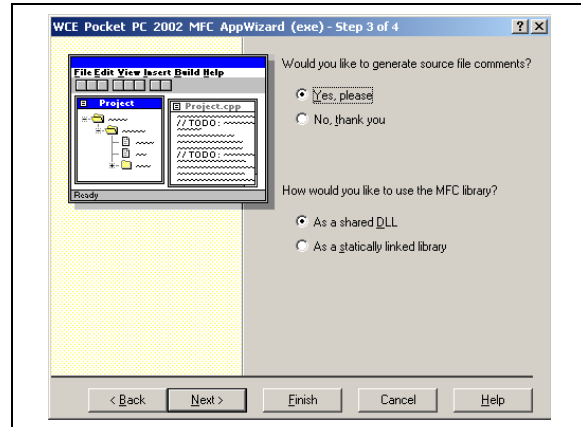 WCE Pocket PC 2002 MFC AppWizard (exe) - Step 3 of 4
File Edit View Insert Build Help
Project
Project.cpp
//TODO:
//TODO:
Ready
Would you like to generate source file comments?
Yes, please
No, thank you
How would you like to use the MFC library?
As a shared DLL
As a statically linked library
< Back
Next >
Finish
Cancel
Help